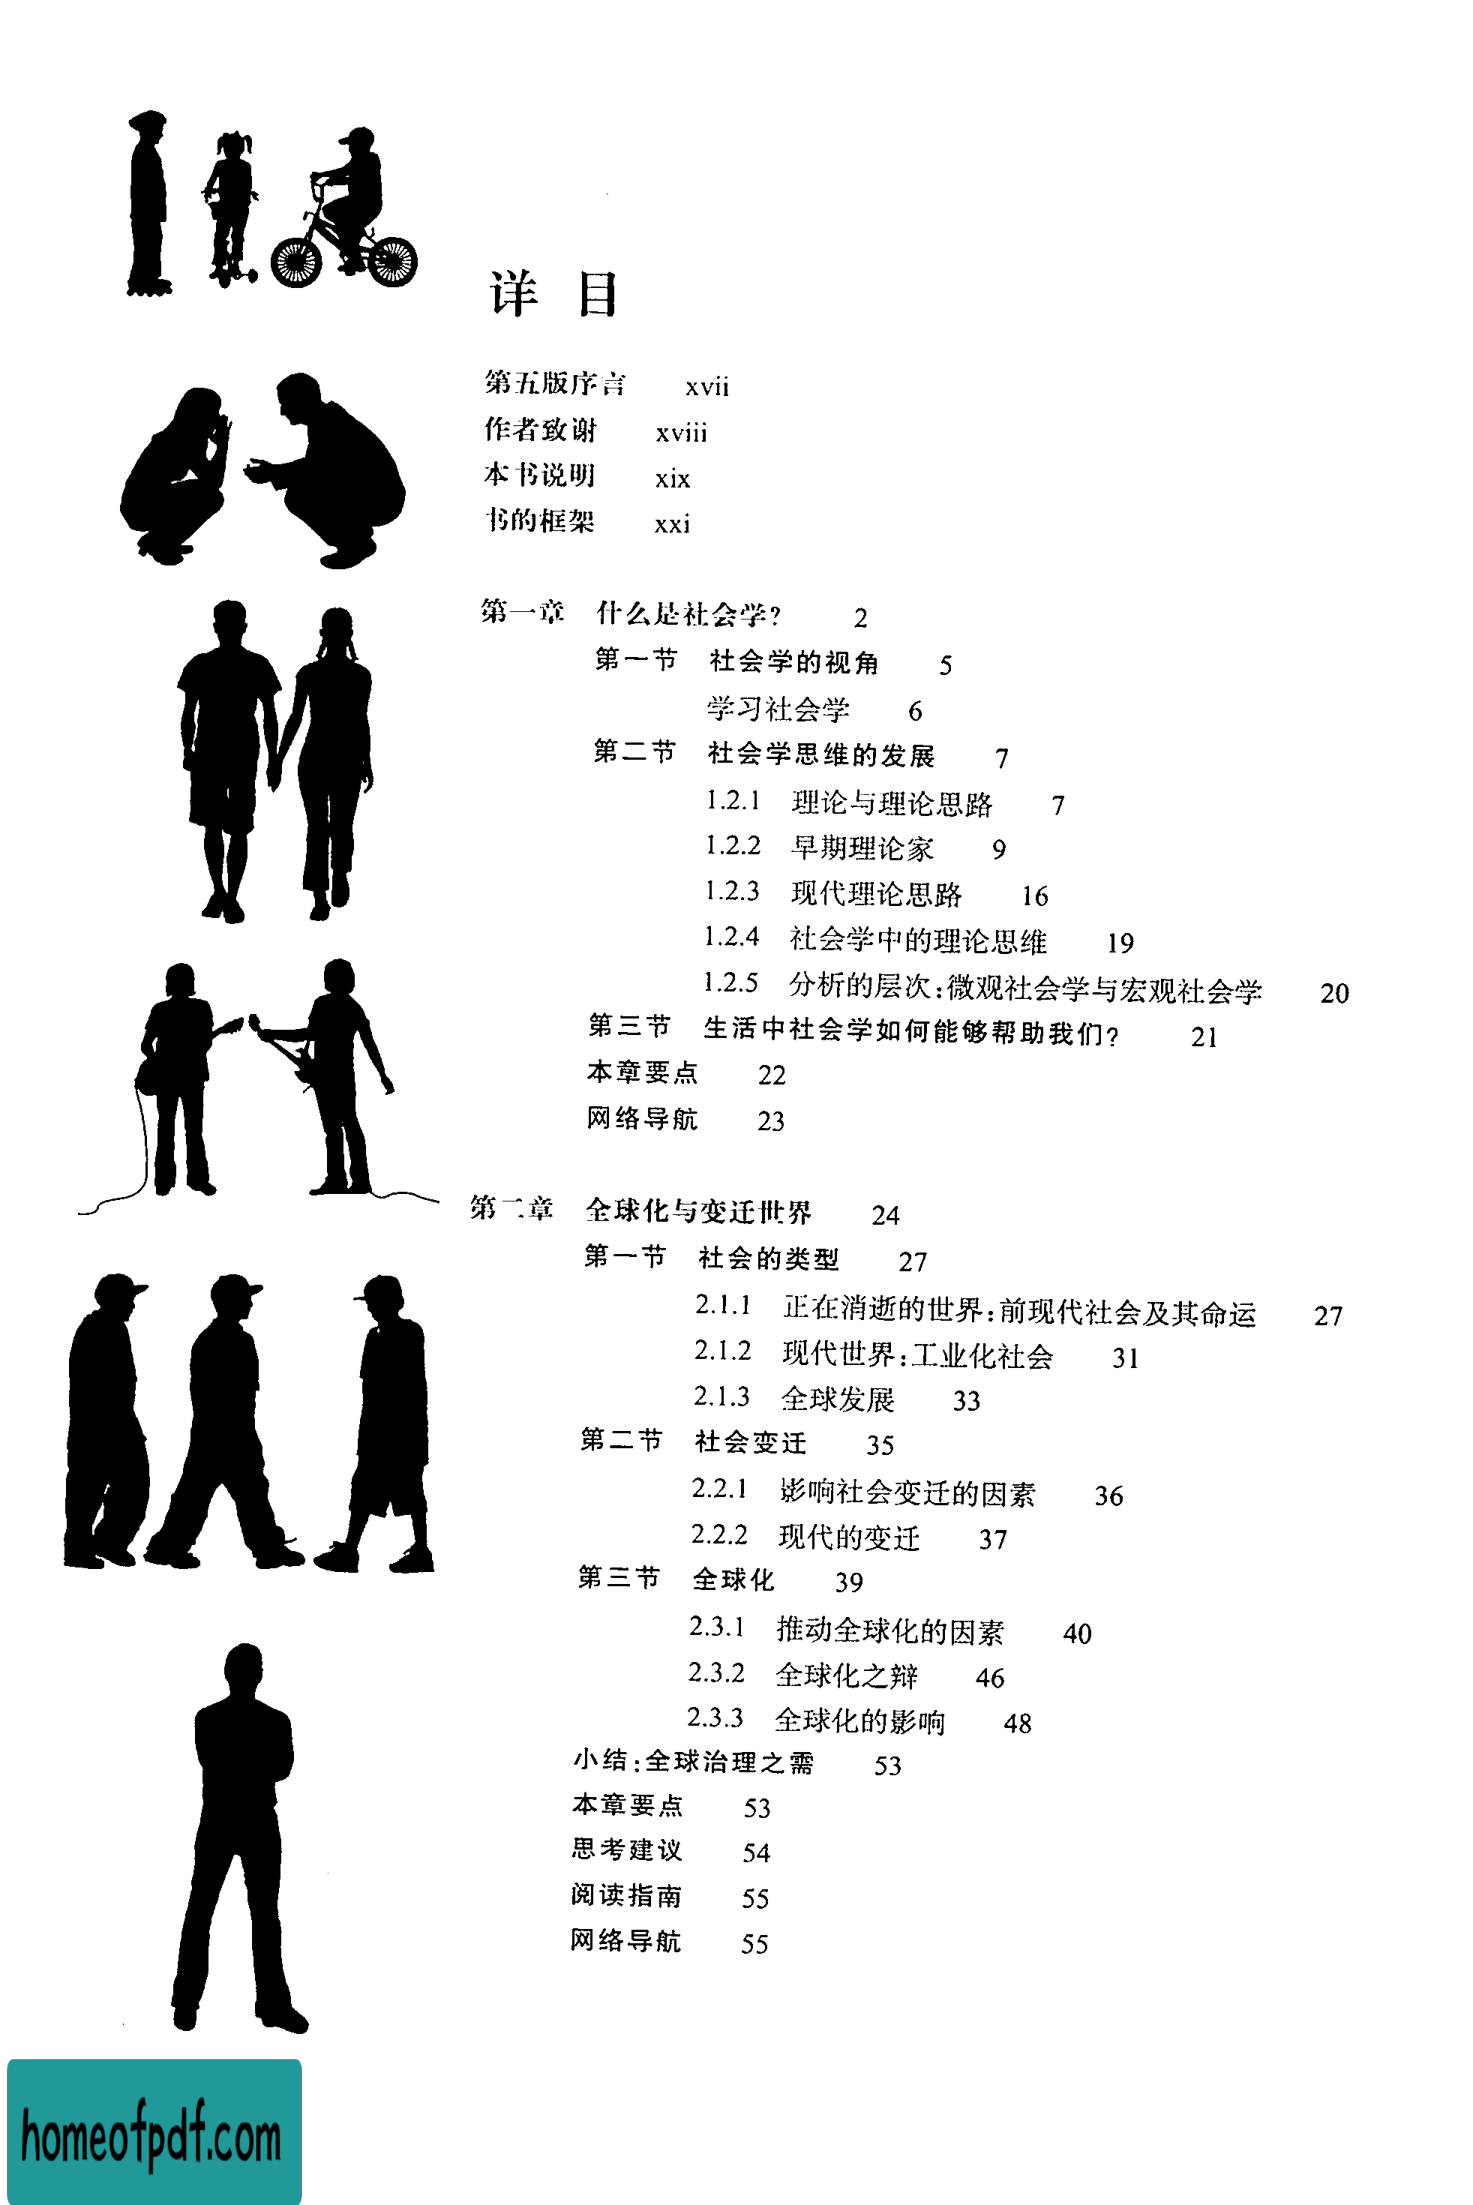 详 目
第五版序言 xvii
作者致谢 xviii
本书说明 xix
书的框架 xxi
第一章 什么是社会学? 2
第一节 社会学的视角 5
学习社会学 6
第二节 社会学思维的发展 7
1.2.1 理论与理论思路 7
1.2.2 早期理论家 9
1.2.3 现代理论思路 16
1.2.4 社会学中的理论思维 19
1.2.5 分析的层次:微观社会学与宏观社会学 20
第三节 生活中社会学如何能够帮助我们? 21
本章要点 22
网络导航 23
第二章 全球化与变迁世界 24
第一节 社会的类型 27
2.1.1 正在消逝的世界:前现代社会及其命运 27
2.1.2 现代世界:工业化社会 31
2.1.3 全球发展 33
第二节 社会变迁 35
2.2.1 影响社会变迁的因素 36
2.2.2 现代的变迁 37
第三节 全球化 39
2.3.1 推动全球化的因素 40
2.3.2 全球化之辩 46
2.3.3 全球化的影响 48
小结:全球治理之需 53
本章要点 53
思考建议 54
阅读指南 55
网络导航 55
homeofpdf.com